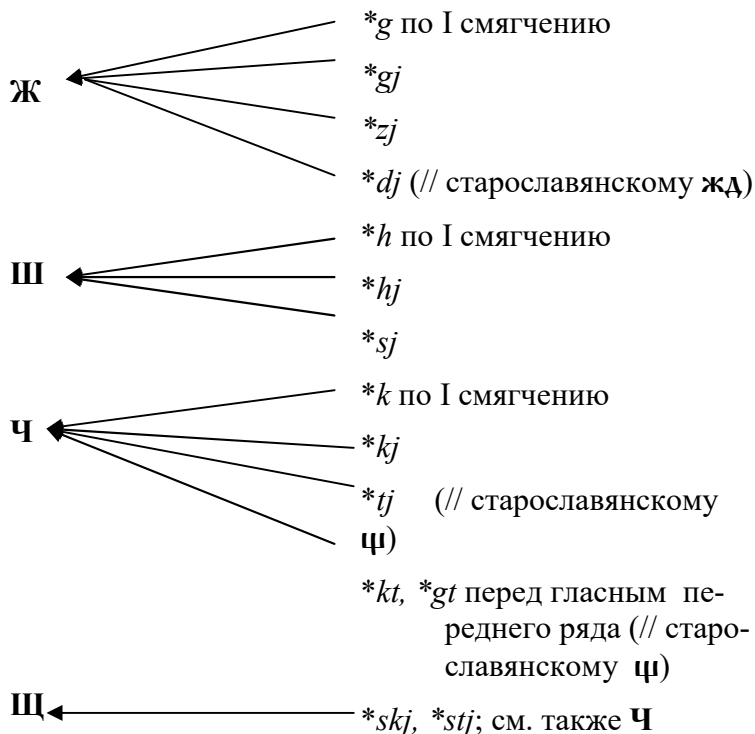 *g по I смягчению
Ж
*gj
*zj
*dj (// старославянскому жд)
*h по I смягчению
Ш
*hj
*sj
*k по I смягчению
Ч
*kj
*tj (// старославянскому
щ)
*kt, *gt перед гласным пе-
реднего ряда (// старо-
славянскому щ)
Щ
*skj, *stj; см. также Ч